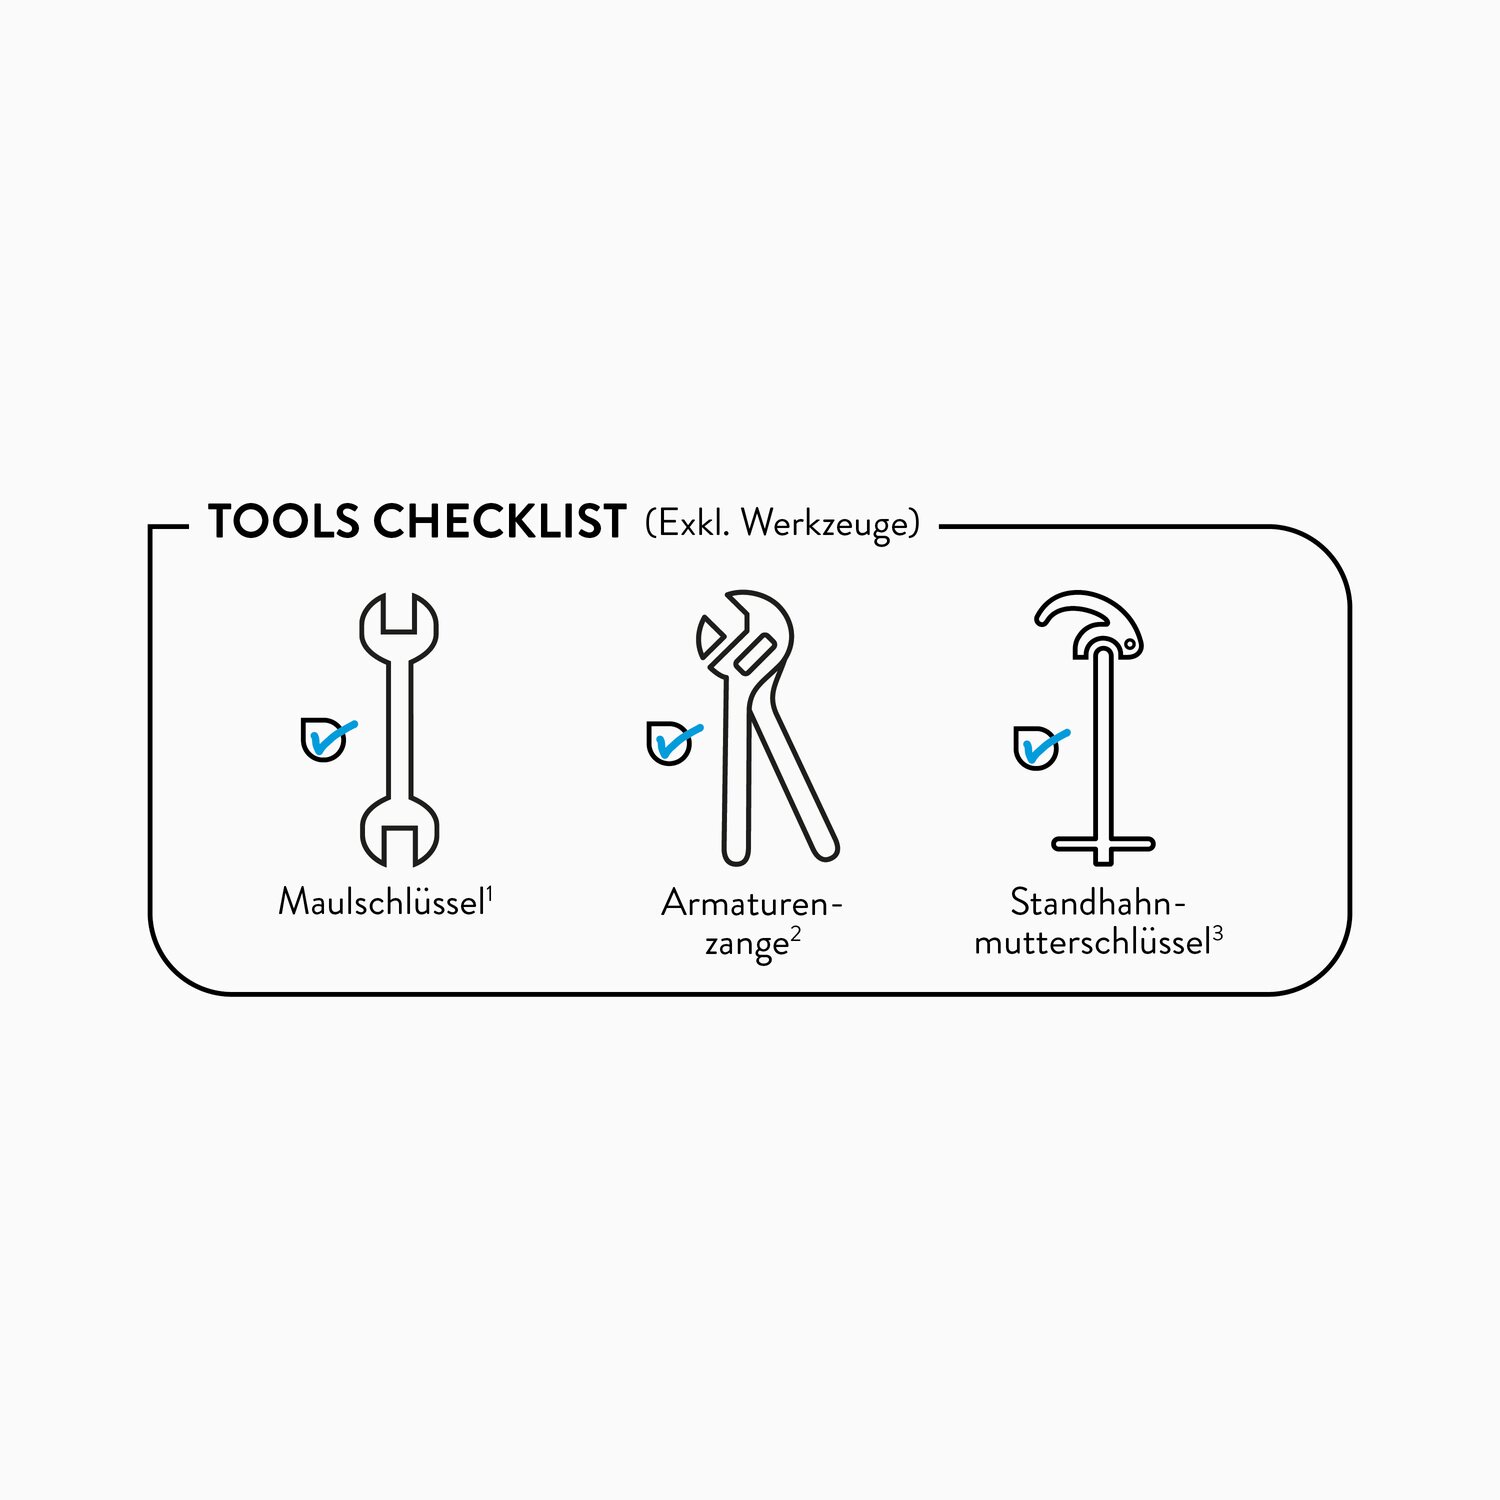 TOOLS CHECKLIST (Exkl. Werkzeuge)
Maulschlüssel¹
Armaturen-
zange²
Standhahn-
mutterschlüssel³